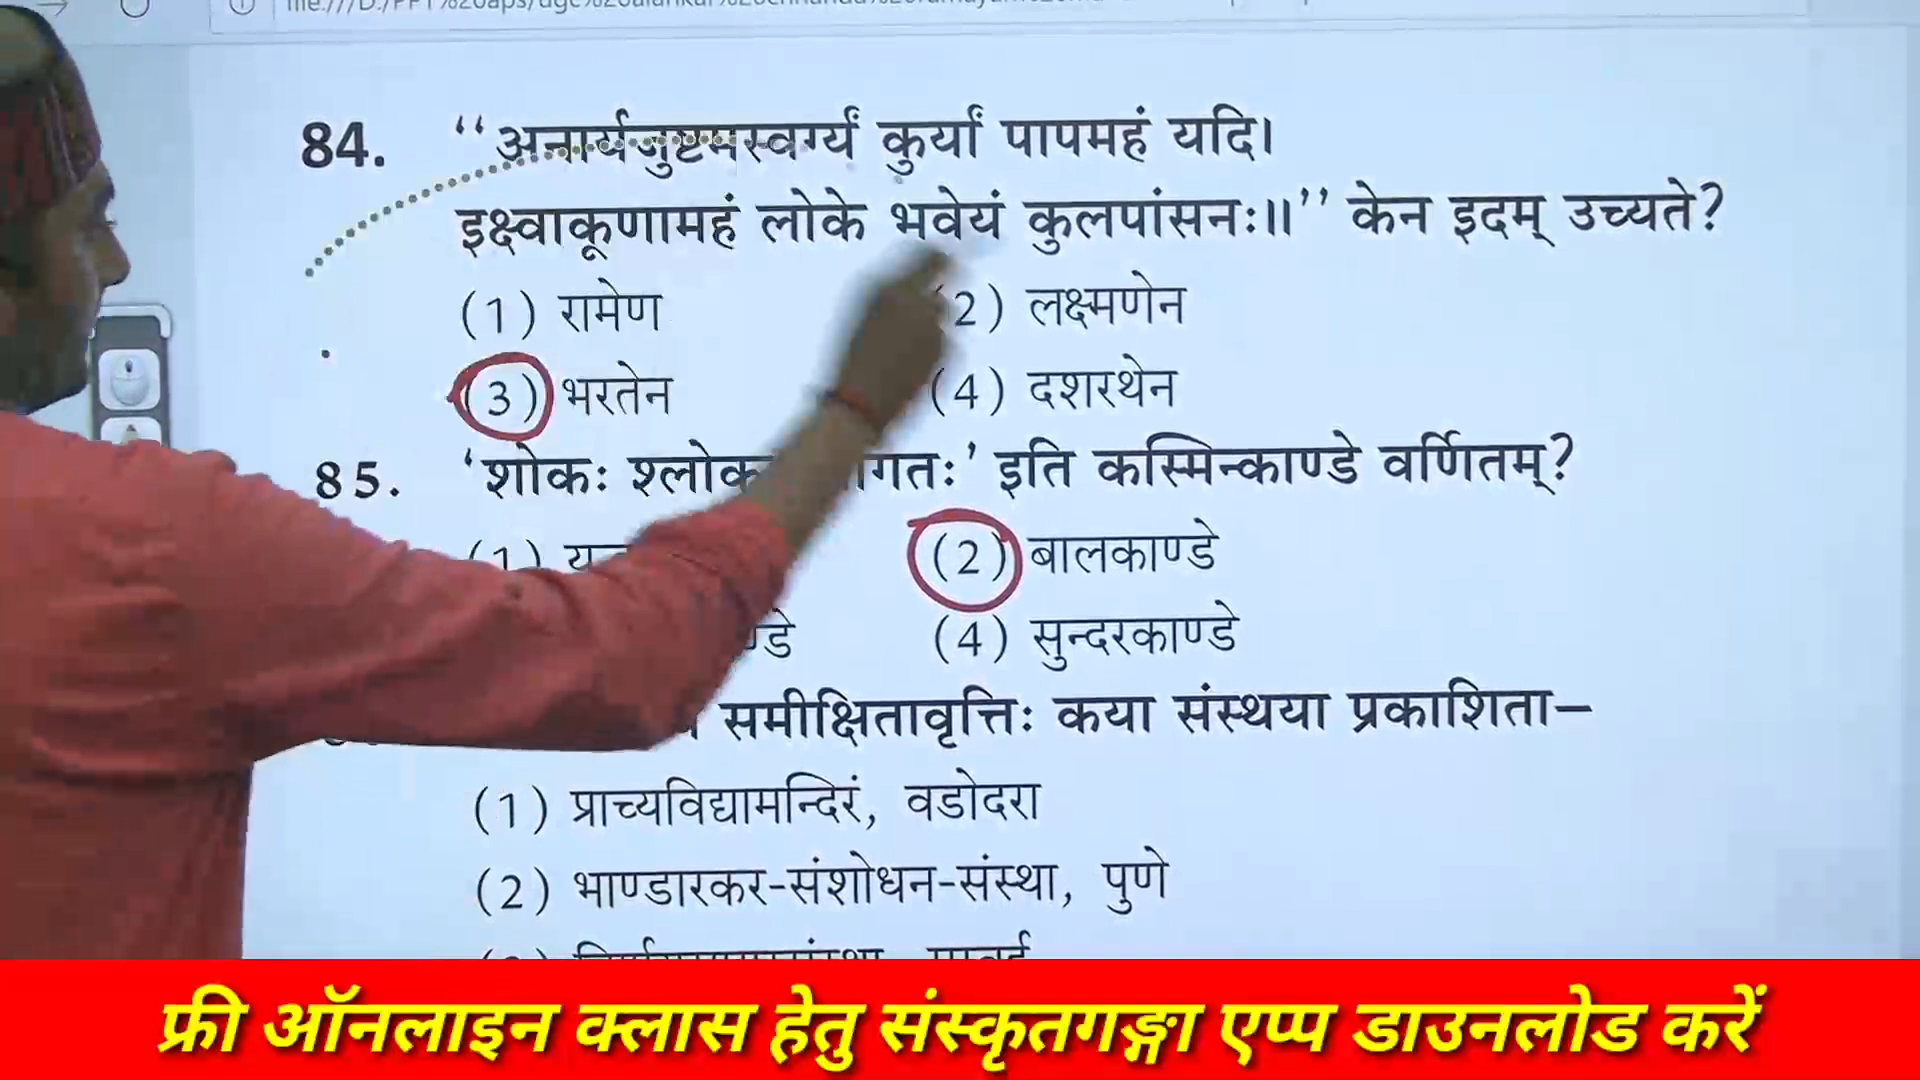 84. ‘‘अनार्यजुष्टमस्वर्ग्यं कुर्यां पापमहं यदि।
इक्ष्वाकूणामहं लोके भवेयं कुलपांसनः॥’’ केन इदम् उच्यते?
(1) रामेण (2) लक्ष्मणेन
(3) भरतेन (4) दशरथेन
85. ‘शोकः गतः’ इति कस्मिन्काण्डे वर्णितम्?
(1) (2) बालकाण्डे
(4) सुन्दरकाण्डे
समीक्षितावृत्तिः कया संस्थया प्रकाशिता–
(1) प्राच्यविद्यामन्दिरं, वडोदरा
(2) भाण्डारकर-संशोधन-संस्था, पुणे
फ्री ऑनलाइन क्लास हेतु संस्कृतगङ्गा एप्प डाउनलोड करें